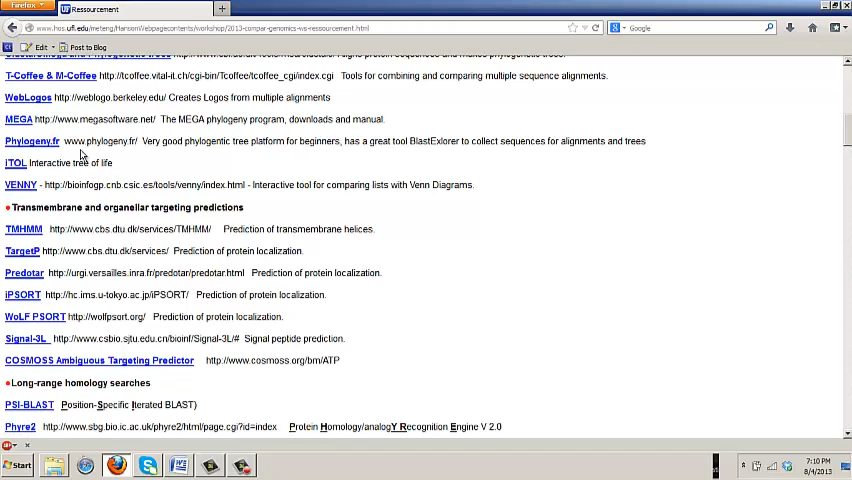 Firefox
Ressourcement
www.hos.ufl.edu/meteng/HansonWebpagecontents/workshop/2013-compar-genomics-ws-ressourcement.html
Google
Edit
Post to Blog
T-Coffee & M-Coffee http://tcoffee.vital-it.ch/cgi-bin/Tcoffee/tcoffee_cgi/index.cgi Tools for combining and comparing multiple sequence alignments.
WebLogos http://weblogo.berkeley.edu/ Creates Logos from multiple alignments
MEGA http://www.megasoftware.net/ The MEGA phylogeny program, downloads and manual.
Phylogeny.fr www.phylogeny.fr/ Very good phylogentic tree platform for beginners, has a great tool BlastExlorer to collect sequences for alignments and trees
iTOL Interactive tree of life
VENNY - http://bioinfogp.cnb.csic.es/tools/venny/index.html - Interactive tool for comparing lists with Venn Diagrams.
Transmembrane and organellar targeting predictions
TMHMM http://www.cbs.dtu.dk/services/TMHMM/ Prediction of transmembrane helices.
TargetP http://www.cbs.dtu.dk/services/ Prediction of protein localization.
Predotar http://urgi.versailles.inra.fr/predotar/predotar.html Prediction of protein localization.
iPSORT http://hc.ims.u-tokyo.ac.jp/iPSORT/ Prediction of protein localization.
WoLF PSORT http://wolfpsort.org/ Prediction of protein localization.
Signal-3L http://www.csbio.sjtu.edu.cn/bioinf/Signal-3L/# Signal peptide prediction.
COSMOSS Ambiguous Targeting Predictor http://www.cosmoss.org/bm/ATP
Long-range homology searches
PSI-BLAST Position-Specific Iterated BLAST)
Phyre2 http://www.sbg.bio.ic.ac.uk/phyre2/html/page.cgi?id=index Protein Homology/analogY Recognition Engine V 2.0
Start
7:10 PM
8/4/2013